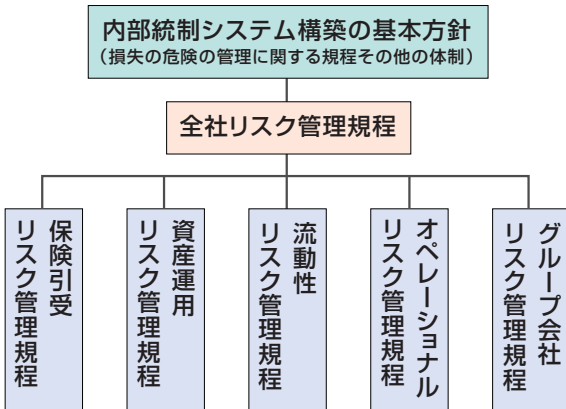 内部統制システム構築の基本方針
（損失の危険の管理に関する規程その他の体制）
全社リスク管理規程
保険引受
リスク管理規程
資産運用
リスク管理規程
流動性
リスク管理規程
オペレーショナル
リスク管理規程
グループ会社
リスク管理規程